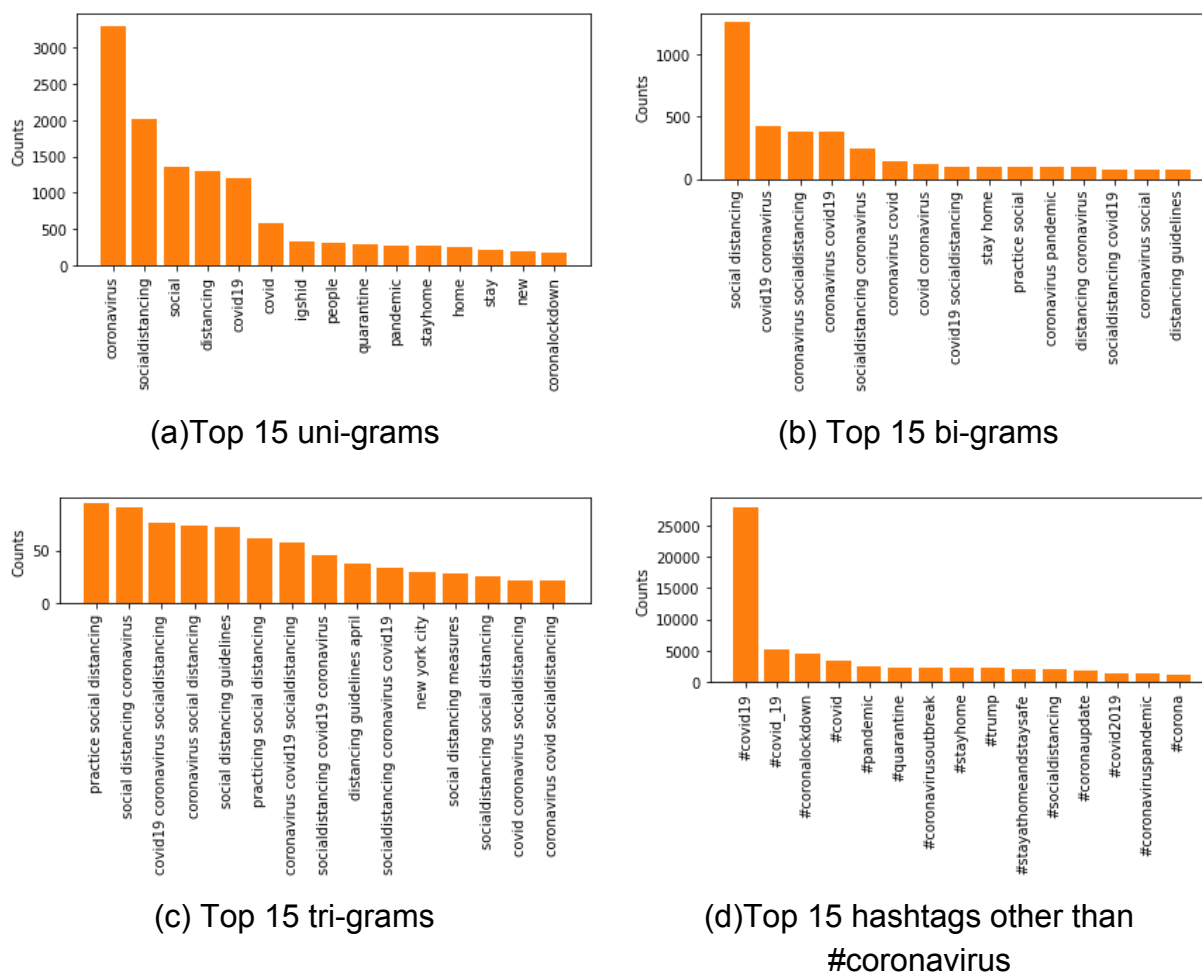 3000
2500
2000
1500
1000
500
0
Counts
coronavirus
socialdistancing
social
distancing
covid19
covid
igshid
people
quarantine
pandemic
stayhome
home
stay
new
coronalockdown
(a)Top 15 uni-grams
1000
500
0
Counts
social distancing
covid19 coronavirus
coronavirus socialdistancing
coronavirus covid19
socialdistancing coronavirus
coronavirus covid
covid coronavirus
covid19 socialdistancing
stay home
practice social
coronavirus pandemic
distancing coronavirus
socialdistancing covid19
coronavirus social
distancing guidelines
(b) Top 15 bi-grams
50
0
Counts
practice social distancing
social distancing coronavirus
covid19 coronavirus socialdistancing
coronavirus social distancing
social distancing guidelines
practicing social distancing
coronavirus covid19 socialdistancing
socialdistancing covid19 coronavirus
distancing guidelines april
socialdistancing coronavirus covid19
new york city
social distancing measures
socialdistancing social distancing
covid coronavirus socialdistancing
coronavirus covid socialdistancing
(c) Top 15 tri-grams
25000
20000
15000
10000
5000
0
Counts
#covid19
#covid_19
#coronalockdown
#covid
#pandemic
#quarantine
#coronavirusoutbreak
#stayhome
#trump
#stayathomeandstaysafe
#socialdistancing
#coronaupdate
#covid2019
#coronaviruspandemic
#corona
(d)Top 15 hashtags other than
#coronavirus